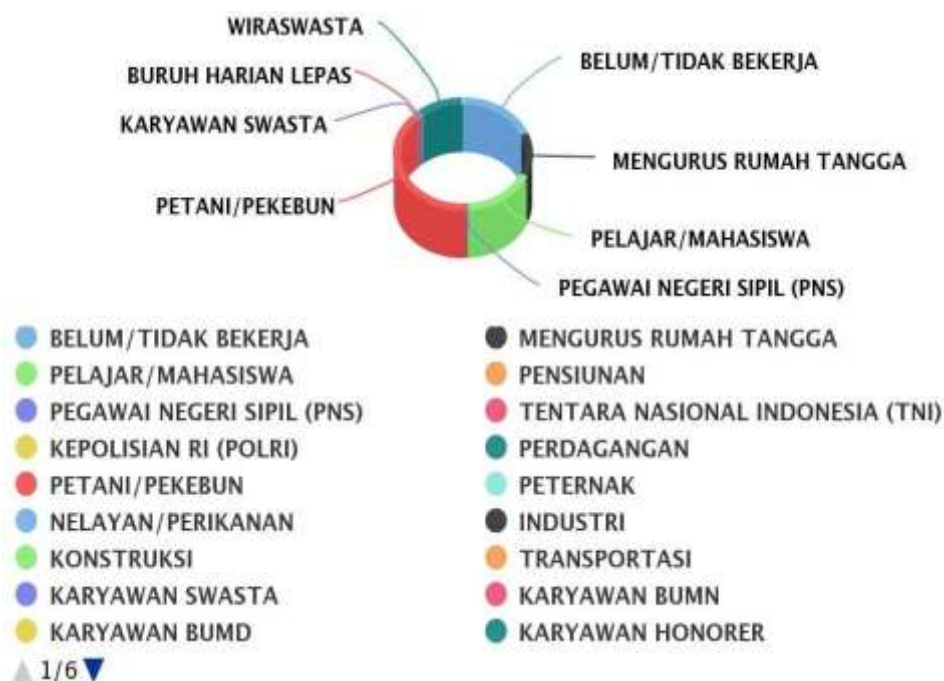 WIRASWASTA
BELUM/TIDAK BEKERJA
BURUH HARIAN LEPAS
KARYAWAN SWASTA
MENGURUS RUMAH TANGGA
PETANI/PEKEBUN
PELAJAR/MAHASISWA
PEGAWAI NEGERI SIPIL (PNS)
BELUM/TIDAK BEKERJA
MENGURUS RUMAH TANGGA
PELAJAR/MAHASISWA
PENSIUNAN
PEGAWAI NEGERI SIPIL (PNS)
TENTARA NASIONAL INDONESIA (TNI)
KEPOLISIAN RI (POLRI)
PERDAGANGAN
PETANI/PEKEBUN
PETERNAK
NELAYAN/PERIKANAN
INDUSTRI
KONSTRUKSI
TRANSPORTASI
KARYAWAN SWASTA
KARYAWAN BUMN
KARYAWAN BUMD
KARYAWAN HONORER
1/6